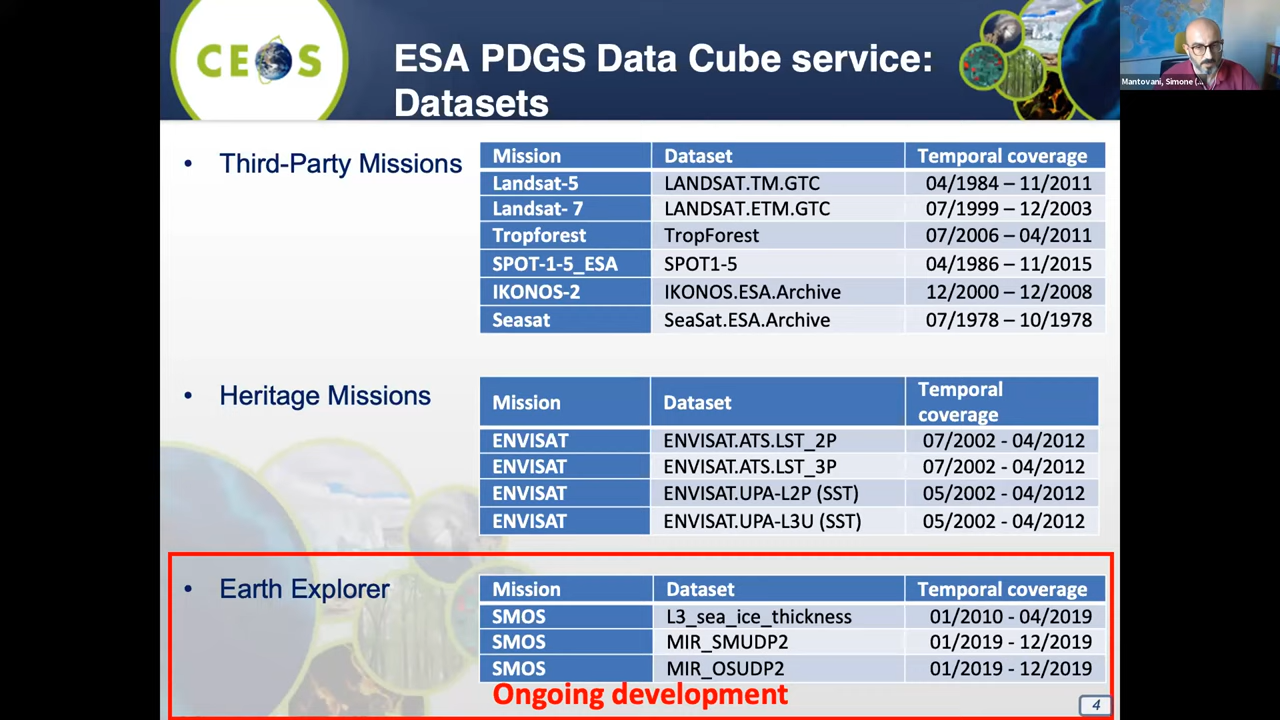 CEOS
ESA PDGS Data Cube service:
Datasets
Mantovani, Simone (...
• Third-Party Missions
Mission Dataset Temporal coverage
Landsat-5 LANDSAT.TM.GTC 04/1984 – 11/2011
Landsat- 7 LANDSAT.ETM.GTC 07/1999 – 12/2003
Tropforest TropForest 07/2006 – 04/2011
SPOT-1-5_ESA SPOT1-5 04/1986 – 11/2015
IKONOS-2 IKONOS.ESA.Archive 12/2000 – 12/2008
Seasat SeaSat.ESA.Archive 07/1978 – 10/1978
• Heritage Missions
Mission Dataset Temporal
coverage
ENVISAT ENVISAT.ATS.LST_2P 07/2002 - 04/2012
ENVISAT ENVISAT.ATS.LST_3P 07/2002 - 04/2012
ENVISAT ENVISAT.UPA-L2P (SST) 05/2002 - 04/2012
ENVISAT ENVISAT.UPA-L3U (SST) 05/2002 - 04/2012
• Earth Explorer
Mission Dataset Temporal coverage
SMOS L3_sea_ice_thickness 01/2010 - 04/2019
SMOS MIR_SMUDP2 01/2019 - 12/2019
SMOS MIR_OSUDP2 01/2019 - 12/2019
Ongoing development
4